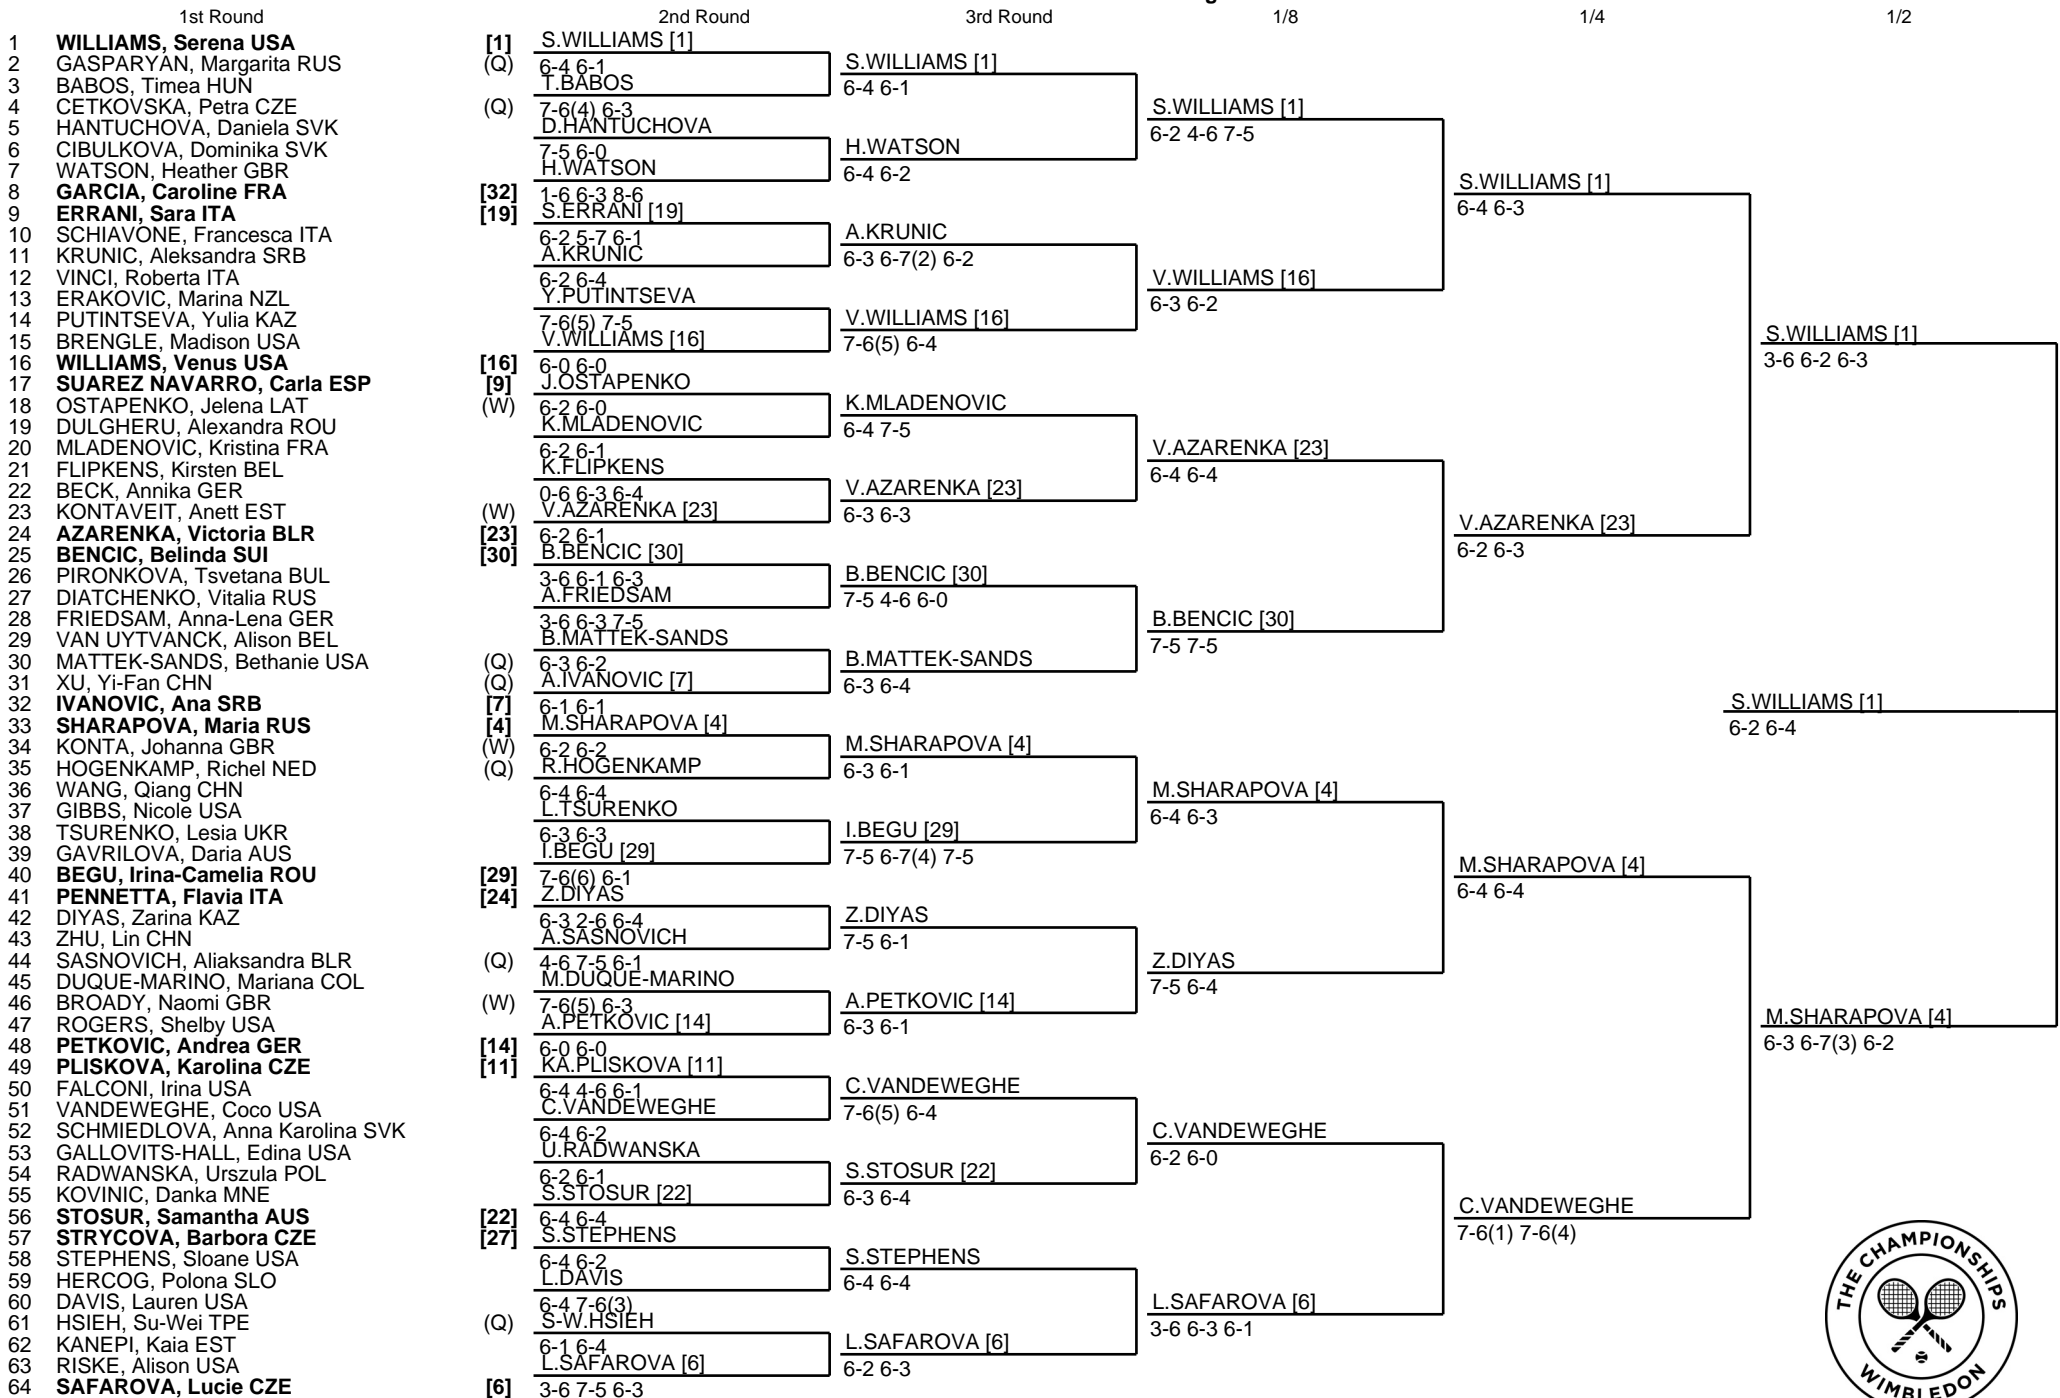 1st Round 2nd Round 3rd Round 1/8 1/4 1/2
1 WILLIAMS, Serena USA [1]
2 GASPARYAN, Margarita RUS (Q)
3 BABOS, Timea HUN
4 CETKOVSKA, Petra CZE (Q)
5 HANTUCHOVA, Daniela SVK
6 CIBULKOVA, Dominika SVK
7 WATSON, Heather GBR
8 GARCIA, Caroline FRA [32]
9 ERRANI, Sara ITA [19]
10 SCHIAVONE, Francesca ITA
11 KRUNIC, Aleksandra SRB
12 VINCI, Roberta ITA
13 ERAKOVIC, Marina NZL
14 PUTINTSEVA, Yulia KAZ
15 BRENGLE, Madison USA
16 WILLIAMS, Venus USA [16]
17 SUAREZ NAVARRO, Carla ESP [9]
18 OSTAPENKO, Jelena LAT (W)
19 DULGHERU, Alexandra ROU
20 MLADENOVIC, Kristina FRA
21 FLIPKENS, Kirsten BEL
22 BECK, Annika GER
23 KONTAVEIT, Anett EST (W)
24 AZARENKA, Victoria BLR [23]
25 BENCIC, Belinda SUI [30]
26 PIRONKOVA, Tsvetana BUL
27 DIATCHENKO, Vitalia RUS
28 FRIEDSAM, Anna-Lena GER
29 VAN UYTVANCK, Alison BEL
30 MATTEK-SANDS, Bethanie USA (Q)
31 XU, Yi-Fan CHN (Q)
32 IVANOVIC, Ana SRB [7]
33 SHARAPOVA, Maria RUS [4]
34 KONTA, Johanna GBR (W)
35 HOGENKAMP, Richel NED (Q)
36 WANG, Qiang CHN
37 GIBBS, Nicole USA
38 TSURENKO, Lesia UKR
39 GAVRILOVA, Daria AUS
40 BEGU, Irina-Camelia ROU [29]
41 PENNETTA, Flavia ITA [24]
42 DIYAS, Zarina KAZ
43 ZHU, Lin CHN
44 SASNOVICH, Aliaksandra BLR (Q)
45 DUQUE-MARINO, Mariana COL
46 BROADY, Naomi GBR (W)
47 ROGERS, Shelby USA
48 PETKOVIC, Andrea GER [14]
49 PLISKOVA, Karolina CZE [11]
50 FALCONI, Irina USA
51 VANDEWEGHE, Coco USA
52 SCHMIEDLOVA, Anna Karolina SVK
53 GALLOVITS-HALL, Edina USA
54 RADWANSKA, Urszula POL
55 KOVINIC, Danka MNE
56 STOSUR, Samantha AUS [22]
57 STRYCOVA, Barbora CZE [27]
58 STEPHENS, Sloane USA
59 HERCOG, Polona SLO
60 DAVIS, Lauren USA
61 HSIEH, Su-Wei TPE (Q)
62 KANEPI, Kaia EST
63 RISKE, Alison USA
64 SAFAROVA, Lucie CZE [6]
S.WILLIAMS [1]
6-4 6-1
T.BABOS
7-6(4) 6-3
D.HANTUCHOVA
7-5 6-0
H.WATSON
1-6 6-3 8-6
S.ERRANI [19]
6-2 5-7 6-1
A.KRUNIC
6-2 6-4
Y.PUTINTSEVA
7-6(5) 7-5
V.WILLIAMS [16]
6-0 6-0
J.OSTAPENKO
6-2 6-0
K.MLADENOVIC
6-2 6-1
K.FLIPKENS
0-6 6-3 6-4
V.AZARENKA [23]
6-2 6-1
B.BENCIC [30]
3-6 6-1 6-3
A.FRIEDSAM
3-6 6-3 7-5
B.MATTEK-SANDS
6-3 6-2
A.IVANOVIC [7]
6-1 6-1
M.SHARAPOVA [4]
6-2 6-2
R.HOGENKAMP
6-4 6-4
L.TSURENKO
6-3 6-3
I.BEGU [29]
7-6(6) 6-1
Z.DIYAS
6-3 2-6 6-4
A.SASNOVICH
4-6 7-5 6-1
M.DUQUE-MARINO
7-6(5) 6-3
A.PETKOVIC [14]
6-0 6-0
KA.PLISKOVA [11]
6-4 4-6 6-1
C.VANDEWEGHE
6-4 6-2
U.RADWANSKA
6-2 6-1
S.STOSUR [22]
6-4 6-4
S.STEPHENS
6-4 6-2
L.DAVIS
6-4 7-6(3)
S-W.HSIEH
6-1 6-4
L.SAFAROVA [6]
3-6 7-5 6-3
S.WILLIAMS [1]
6-4 6-1
H.WATSON
6-4 6-2
A.KRUNIC
6-3 6-7(2) 6-2
V.WILLIAMS [16]
7-6(5) 6-4
K.MLADENOVIC
6-4 7-5
V.AZARENKA [23]
6-3 6-3
B.BENCIC [30]
7-5 4-6 6-0
B.MATTEK-SANDS
6-3 6-4
M.SHARAPOVA [4]
6-3 6-1
I.BEGU [29]
7-5 6-7(4) 7-5
Z.DIYAS
7-5 6-1
A.PETKOVIC [14]
6-3 6-1
C.VANDEWEGHE
7-6(5) 6-4
S.STOSUR [22]
6-3 6-4
S.STEPHENS
6-4 6-4
L.SAFAROVA [6]
6-2 6-3
S.WILLIAMS [1]
6-2 4-6 7-5
V.WILLIAMS [16]
6-3 6-2
V.AZARENKA [23]
6-4 6-4
B.BENCIC [30]
7-5 7-5
M.SHARAPOVA [4]
6-4 6-3
Z.DIYAS
7-5 6-4
C.VANDEWEGHE
6-2 6-0
L.SAFAROVA [6]
3-6 6-3 6-1
S.WILLIAMS [1]
6-4 6-3
V.AZARENKA [23]
6-2 6-3
M.SHARAPOVA [4]
6-4 6-4
C.VANDEWEGHE
7-6(1) 7-6(4)
S.WILLIAMS [1]
3-6 6-2 6-3
M.SHARAPOVA [4]
6-3 6-7(3) 6-2
S.WILLIAMS [1]
6-2 6-4
THE CHAMPIONSHIPS
WIMBLEDON